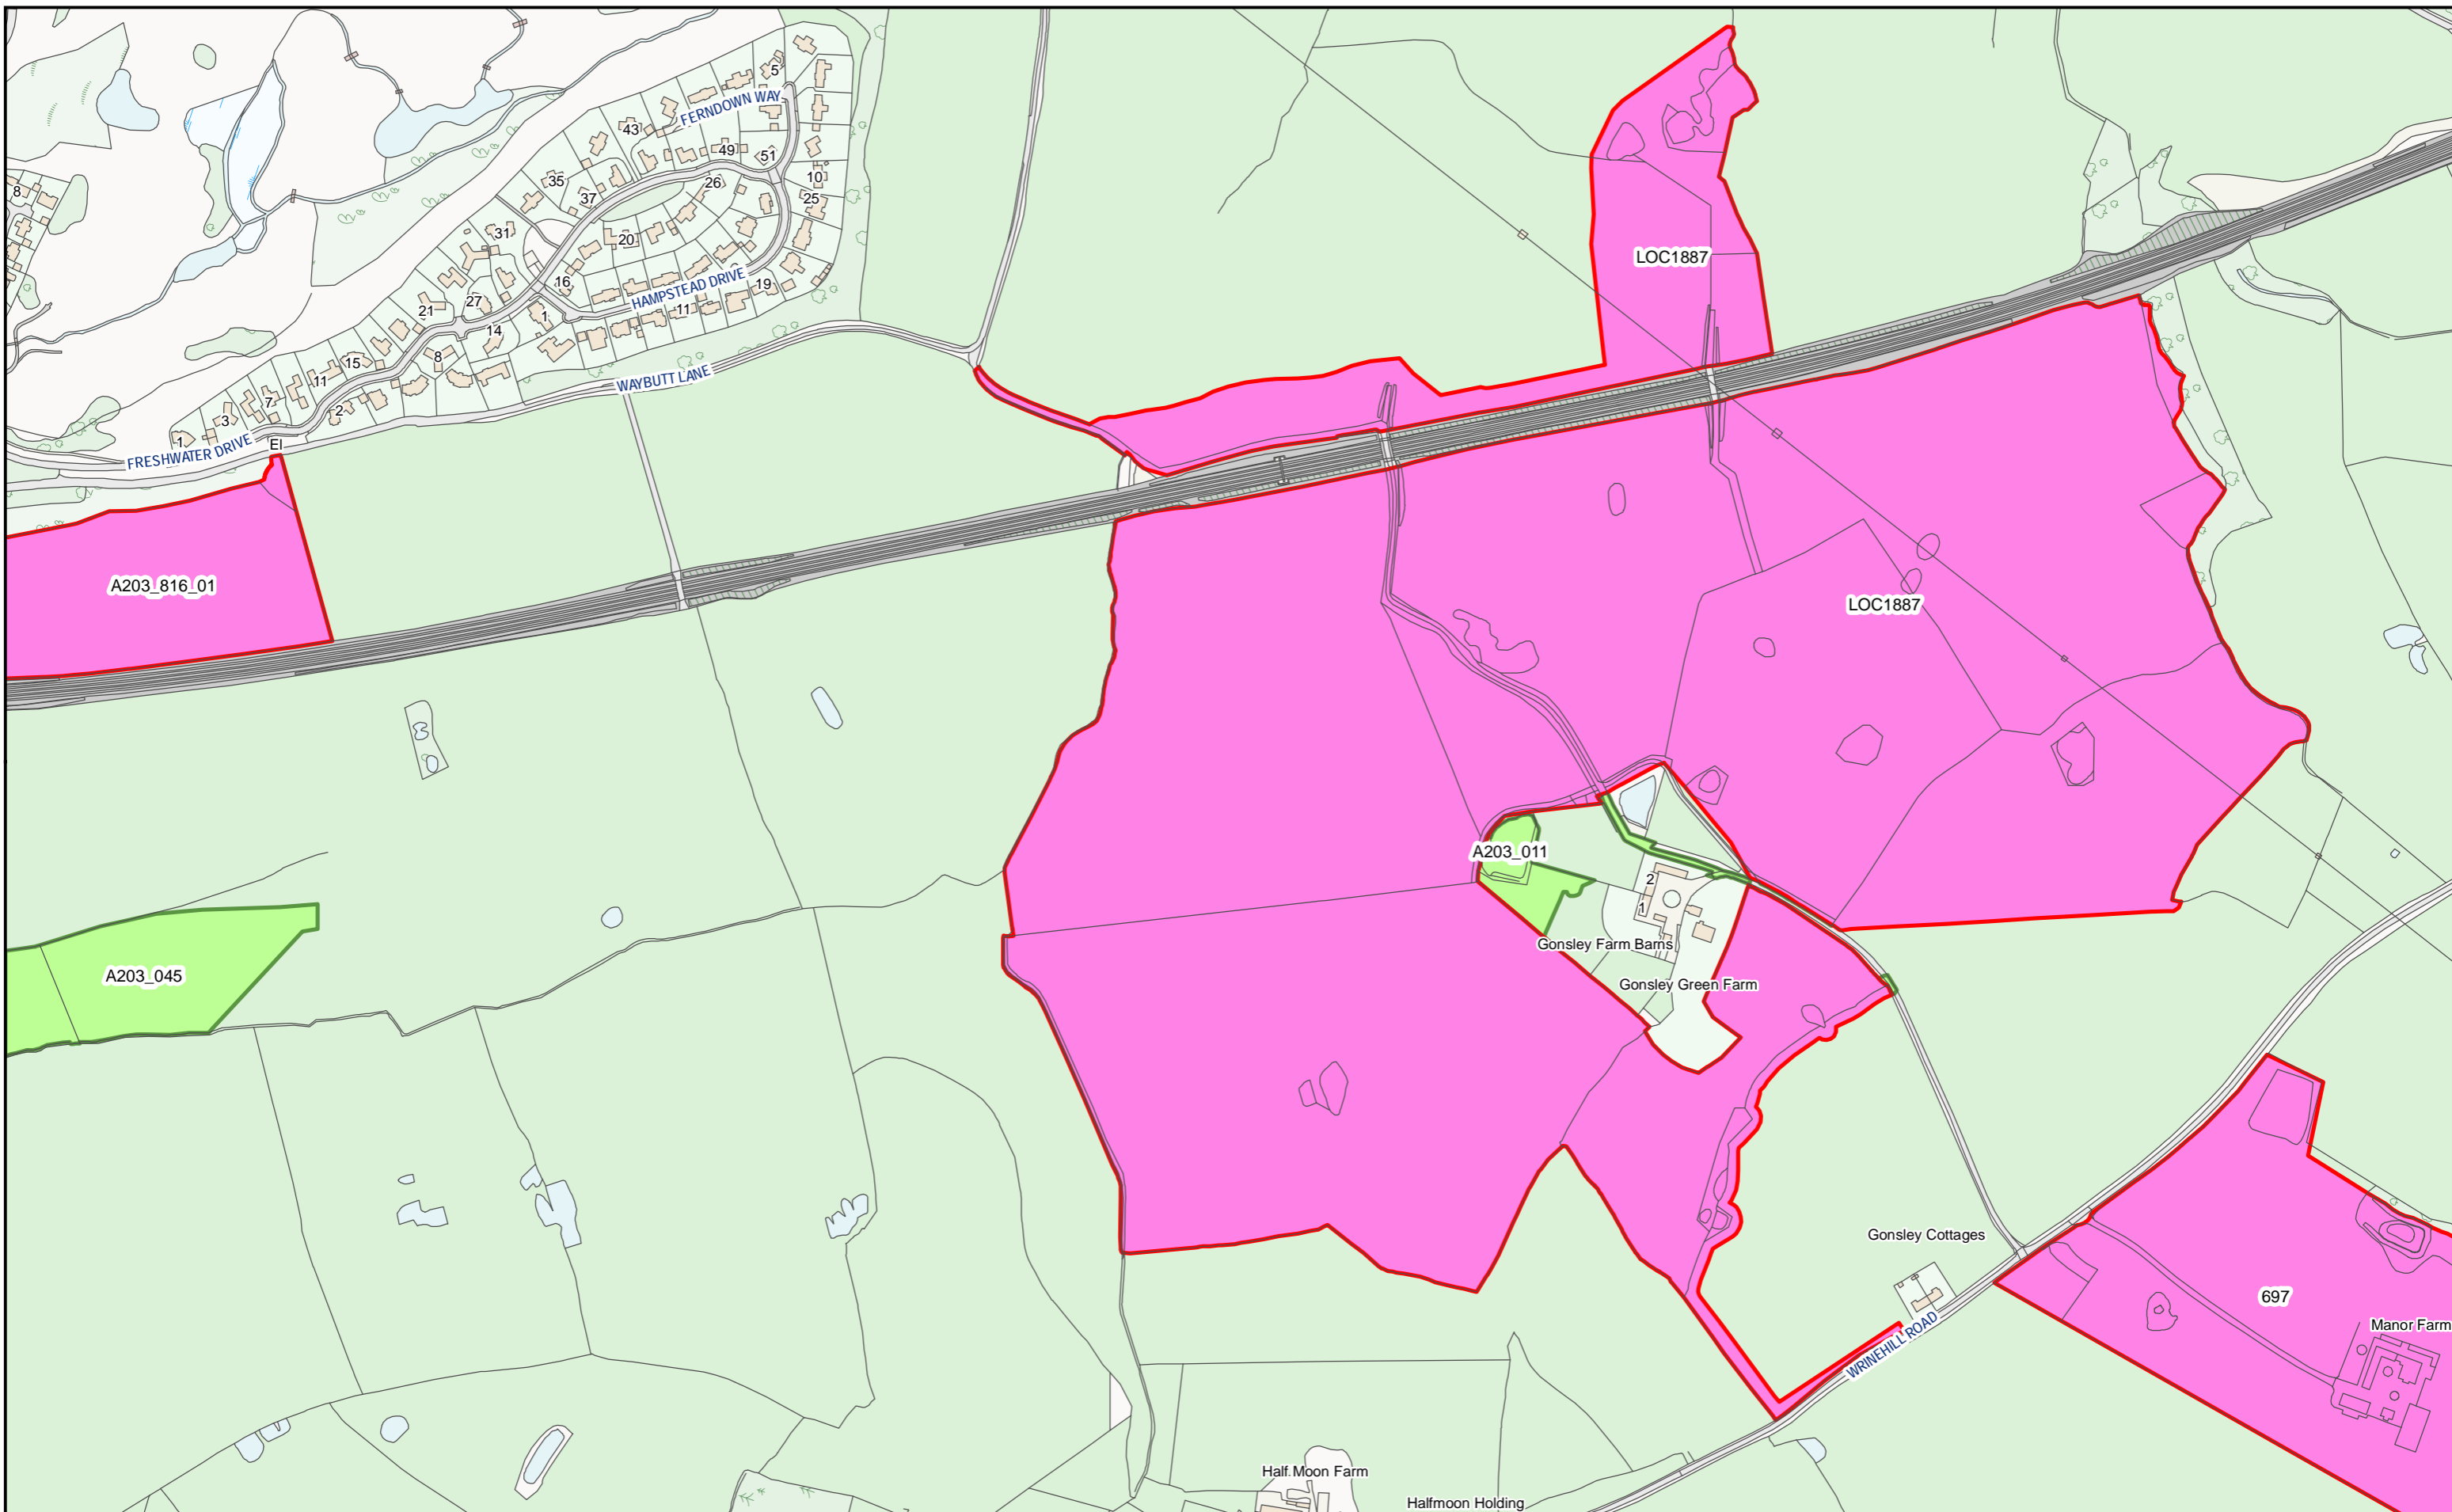 5
FERNDOWN WAY
43
49
51
8
35
26
10
37
25
31
20
LOC1887
16
HAMPSTEAD DRIVE
19
27
21
11
1
14
8
15
11
WAYBUTT LANE
7
2
3
1
FRESHWATER DRIVE
El
A203_816_01
LOC1887
A203_011
2
1
Gonsley Farm Barns
A203_045
Gonsley Green Farm
Gonsley Cottages
697
Manor Farm
WRINEHILL ROAD
Half Moon Farm
Halfmoon Holding